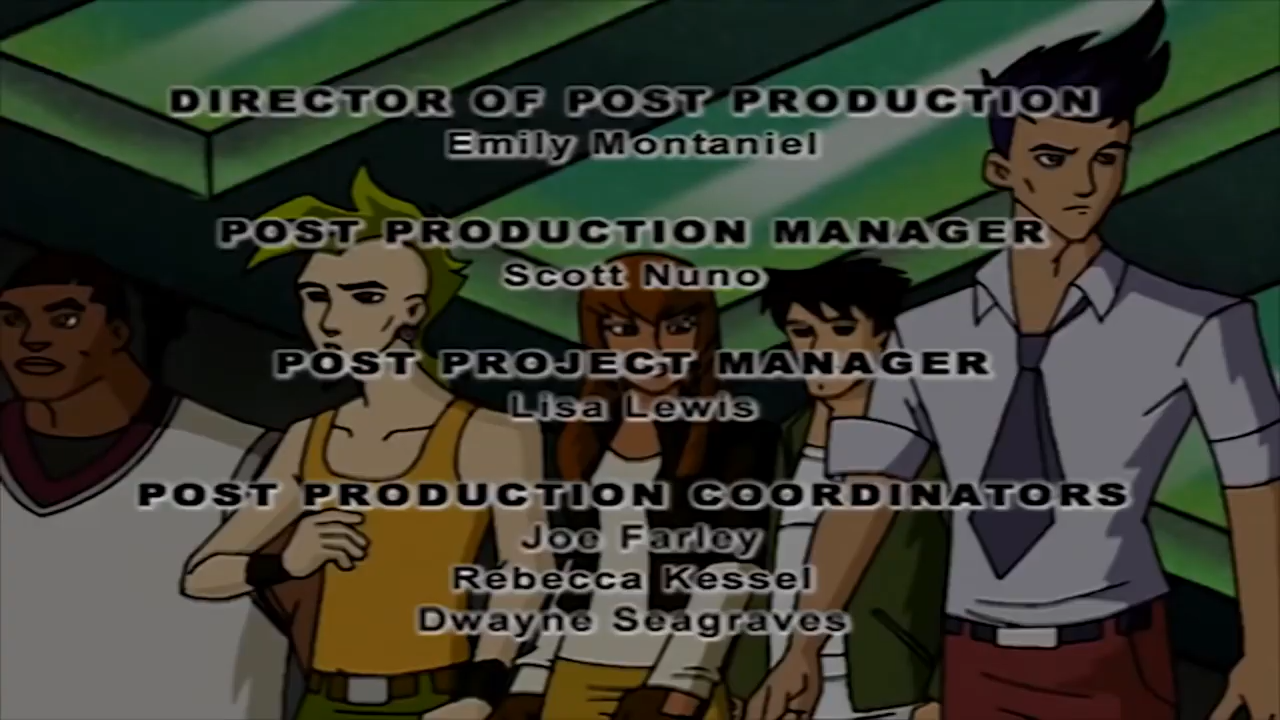 DIRECTOR OF POST PRODUCTION
Emily Montaniel
POST PRODUCTION MANAGER
Scott Nuno
POST PROJECT MANAGER
Lisa Lewis
POST PRODUCTION COORDINATORS
Joe Farley
Rebecca Kessel
Dwayne Seagraves